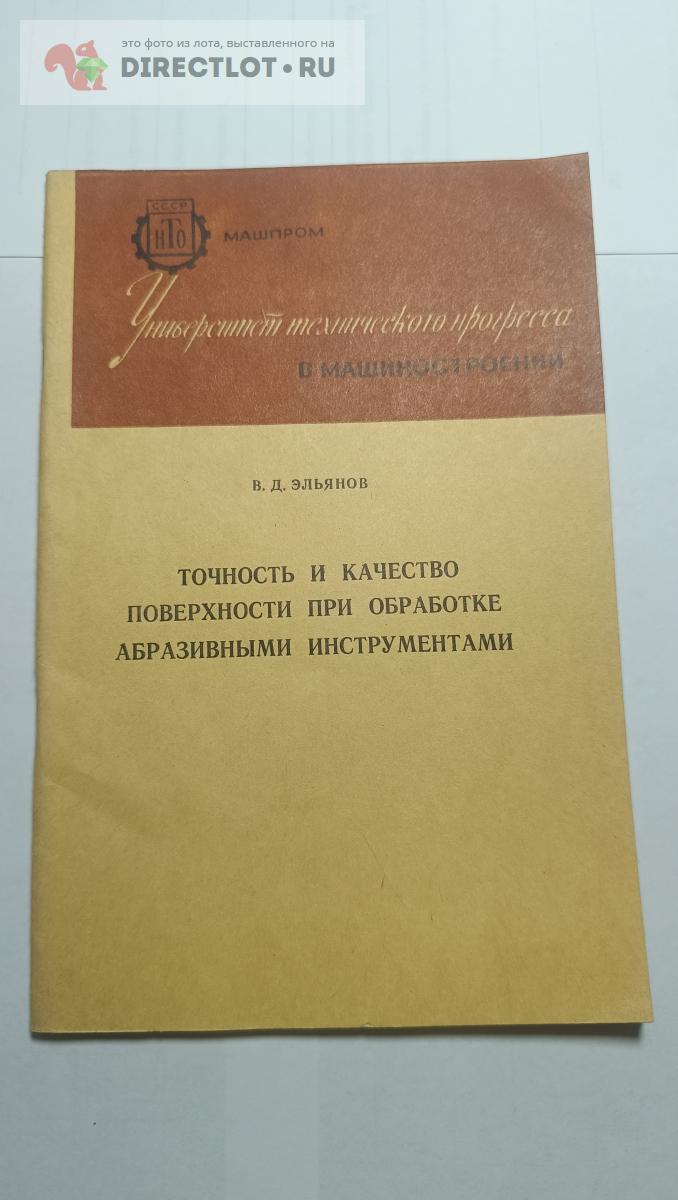 это фото из лота, выставленного на
DIRECTLOT•RU
СССР
НТО
МАШПРОМ
Университет технического прогресса
В МАШИНОСТРОЕНИИ
В. Д. ЭЛЬЯНОВ
ТОЧНОСТЬ И КАЧЕСТВО
ПОВЕРХНОСТИ ПРИ ОБРАБОТКЕ
АБРАЗИВНЫМИ ИНСТРУМЕНТАМИ